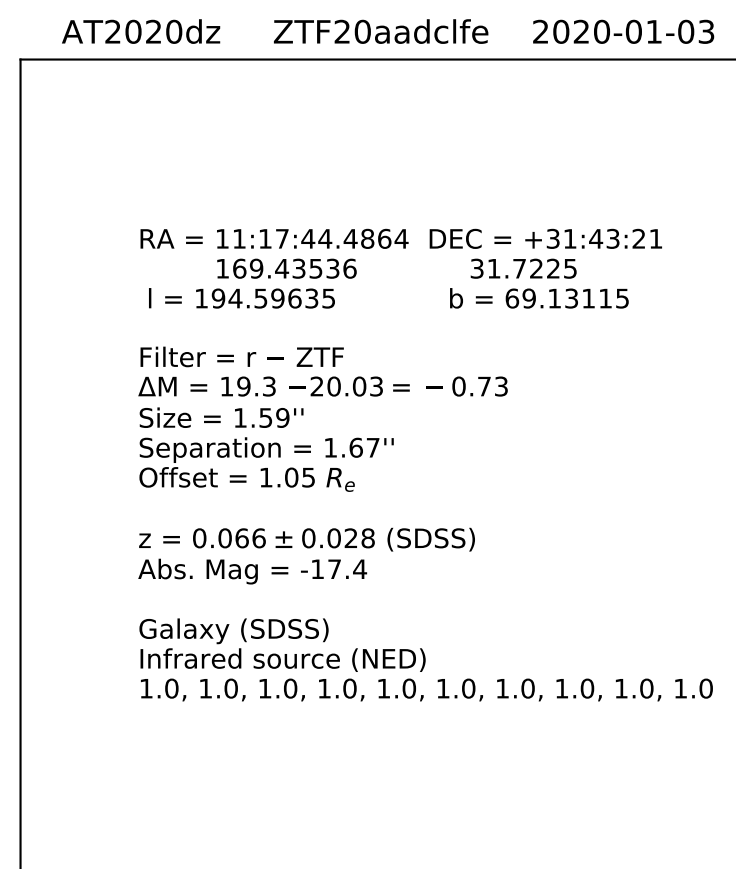 AT2020dz ZTF20aadclfe 2020-01-03
RA = 11:17:44.4864 DEC = +31:43:21
169.43536 31.7225
l = 194.59635 b = 69.13115
Filter = r − ZTF
ΔM = 19.3 −20.03 = − 0.73
Size = 1.59''
Separation = 1.67''
Offset = 1.05 Rₑ
z = 0.066 ± 0.028 (SDSS)
Abs. Mag = -17.4
Galaxy (SDSS)
Infrared source (NED)
1.0, 1.0, 1.0, 1.0, 1.0, 1.0, 1.0, 1.0, 1.0, 1.0